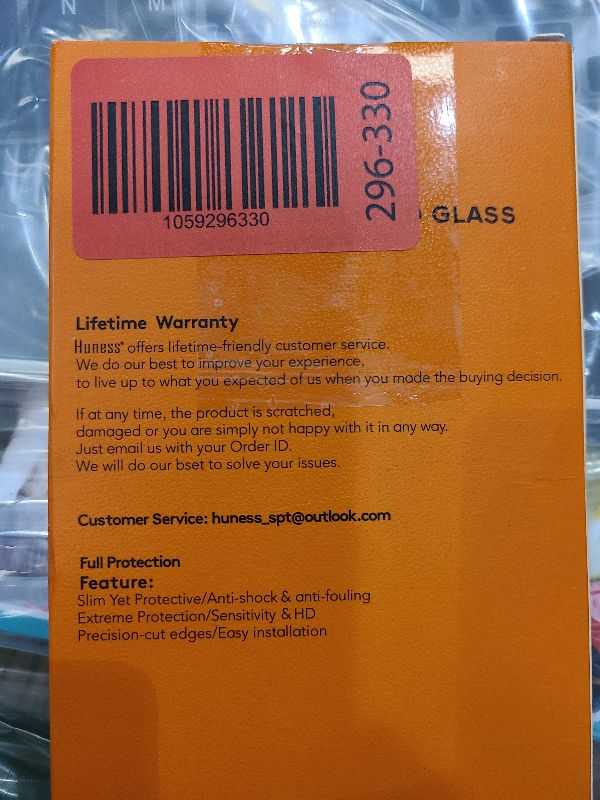 N M
1059296330
296-330
GLASS
Lifetime Warranty
Huness® offers lifetime-friendly customer service.
We do our best to improve your experience,
to live up to what you expected of us when you made the buying decision.
If at any time, the product is scratched,
damaged or you are simply not happy with it in any way.
Just email us with your Order ID.
We will do our bset to solve your issues.
Customer Service: huness_spt@outlook.com
Full Protection
Feature:
Slim Yet Protective/Anti-shock & anti-fouling
Extreme Protection/Sensitivity & HD
Precision-cut edges/Easy installation